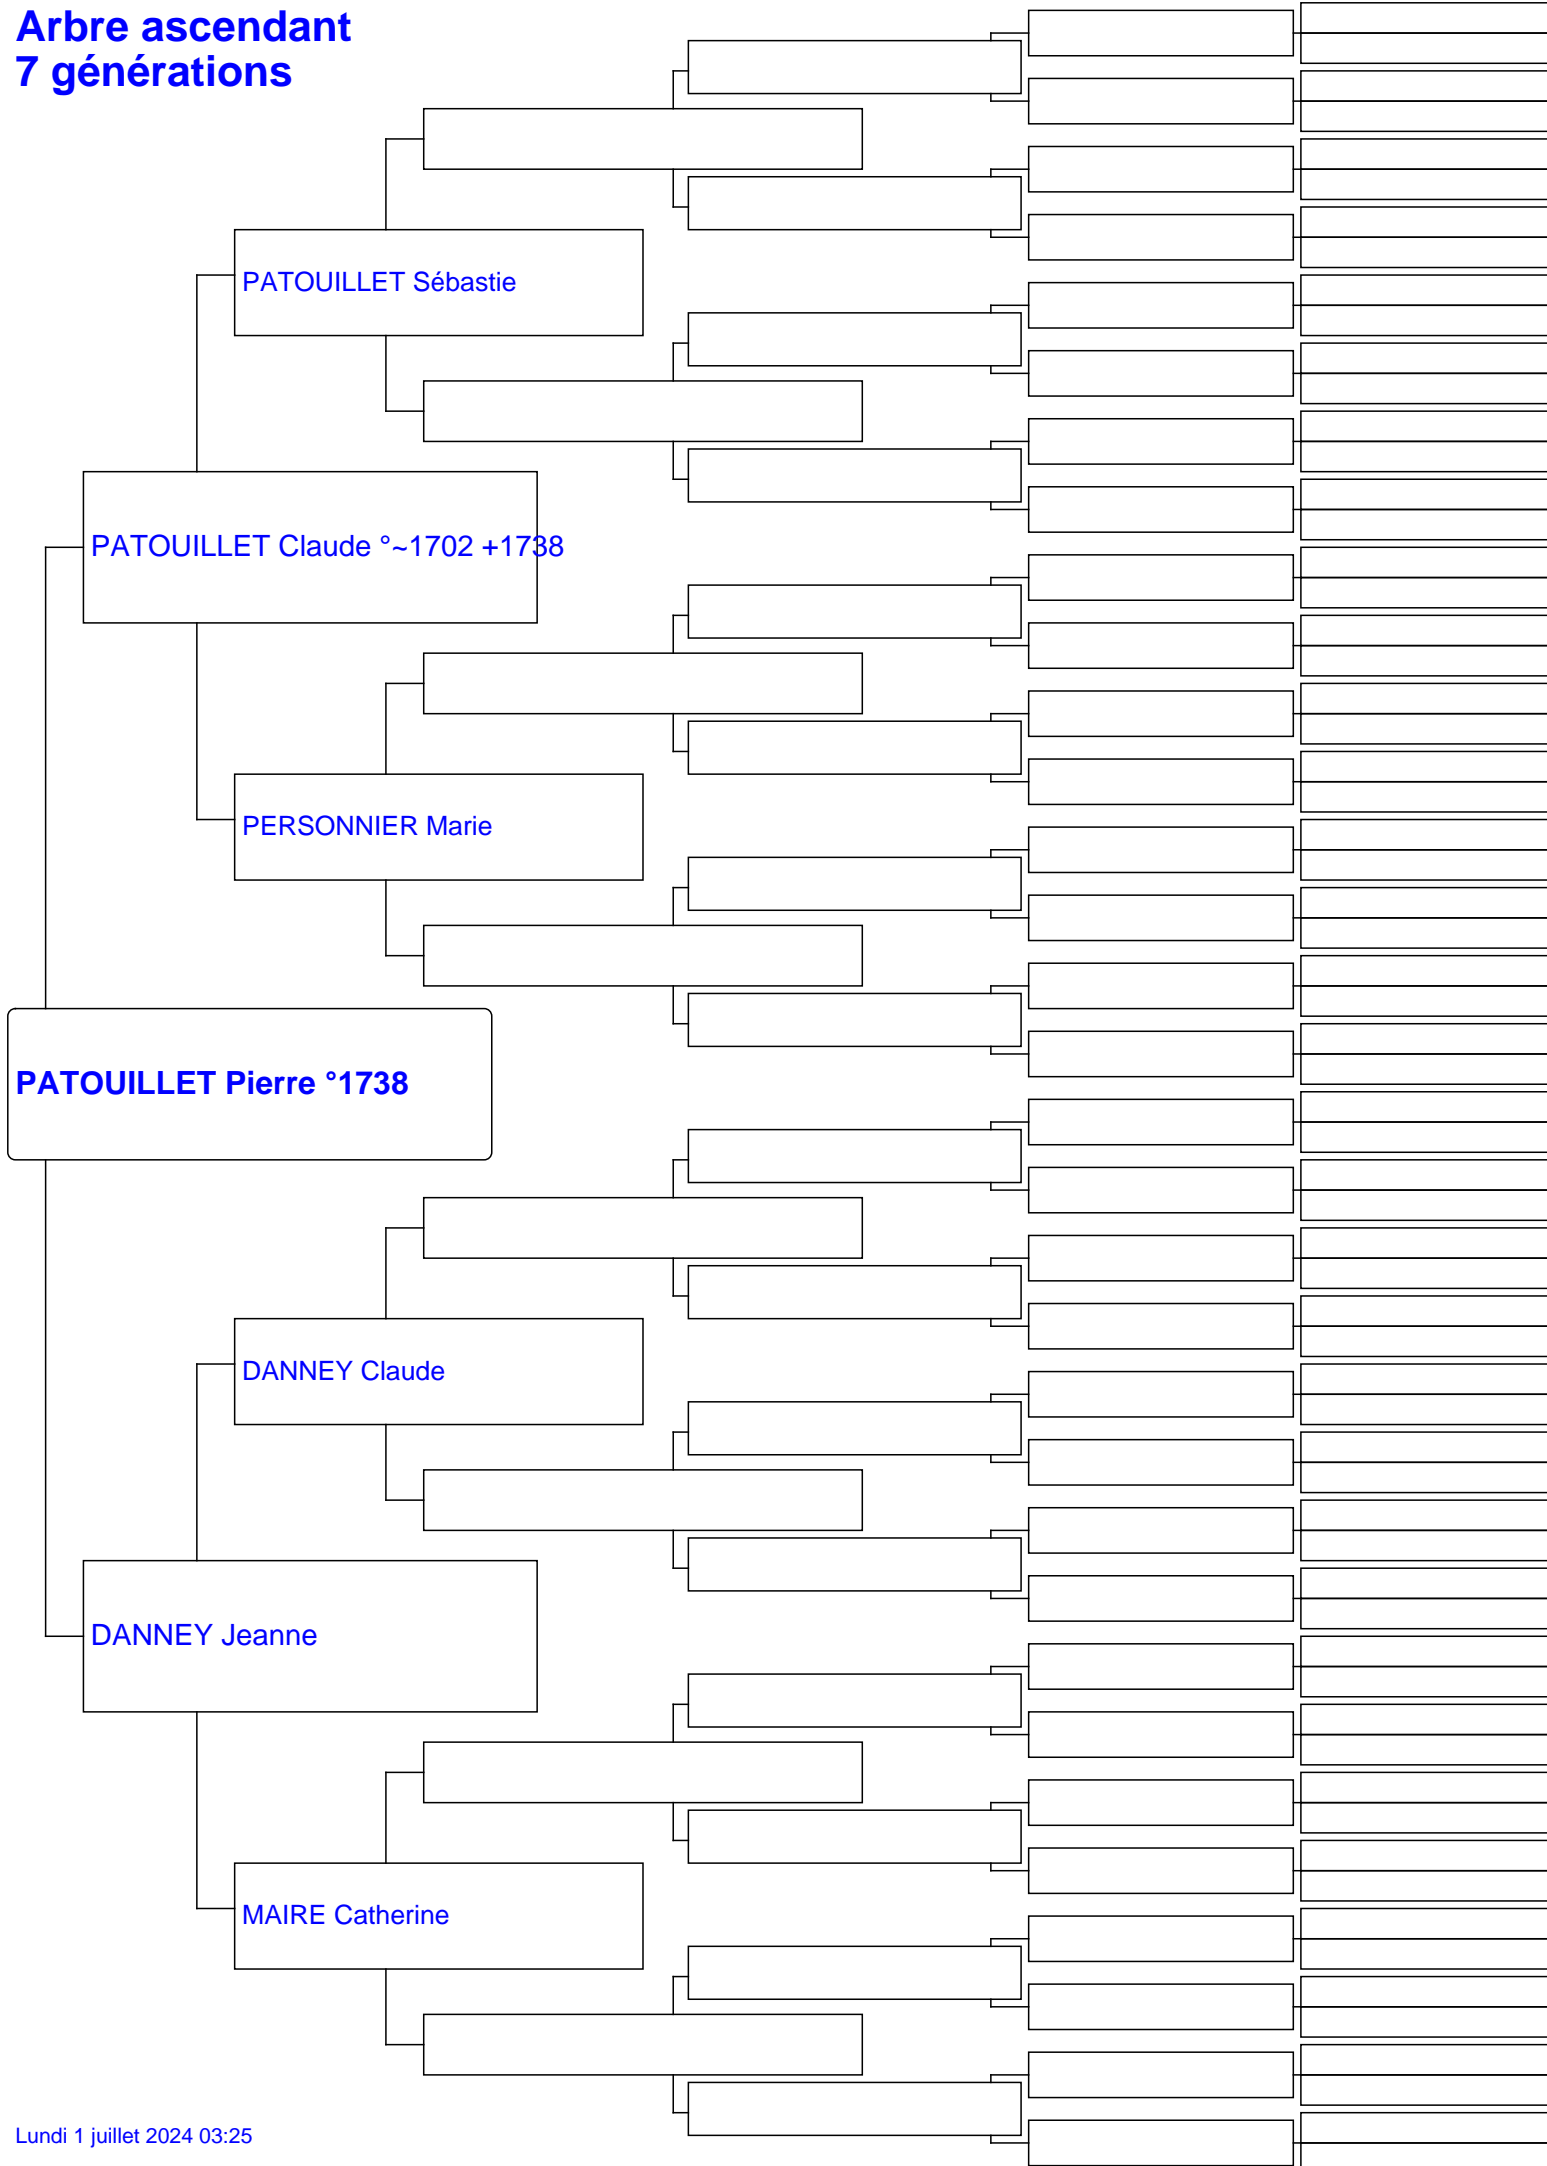 Arbre ascendant
7 générations
PATOUILLET Sébastie
PATOUILLET Claude °~1702 +1738
PERSONNIER Marie
PATOUILLET Pierre °1738
DANNEY Claude
DANNEY Jeanne
MAIRE Catherine
Lundi 1 juillet 2024 03:25